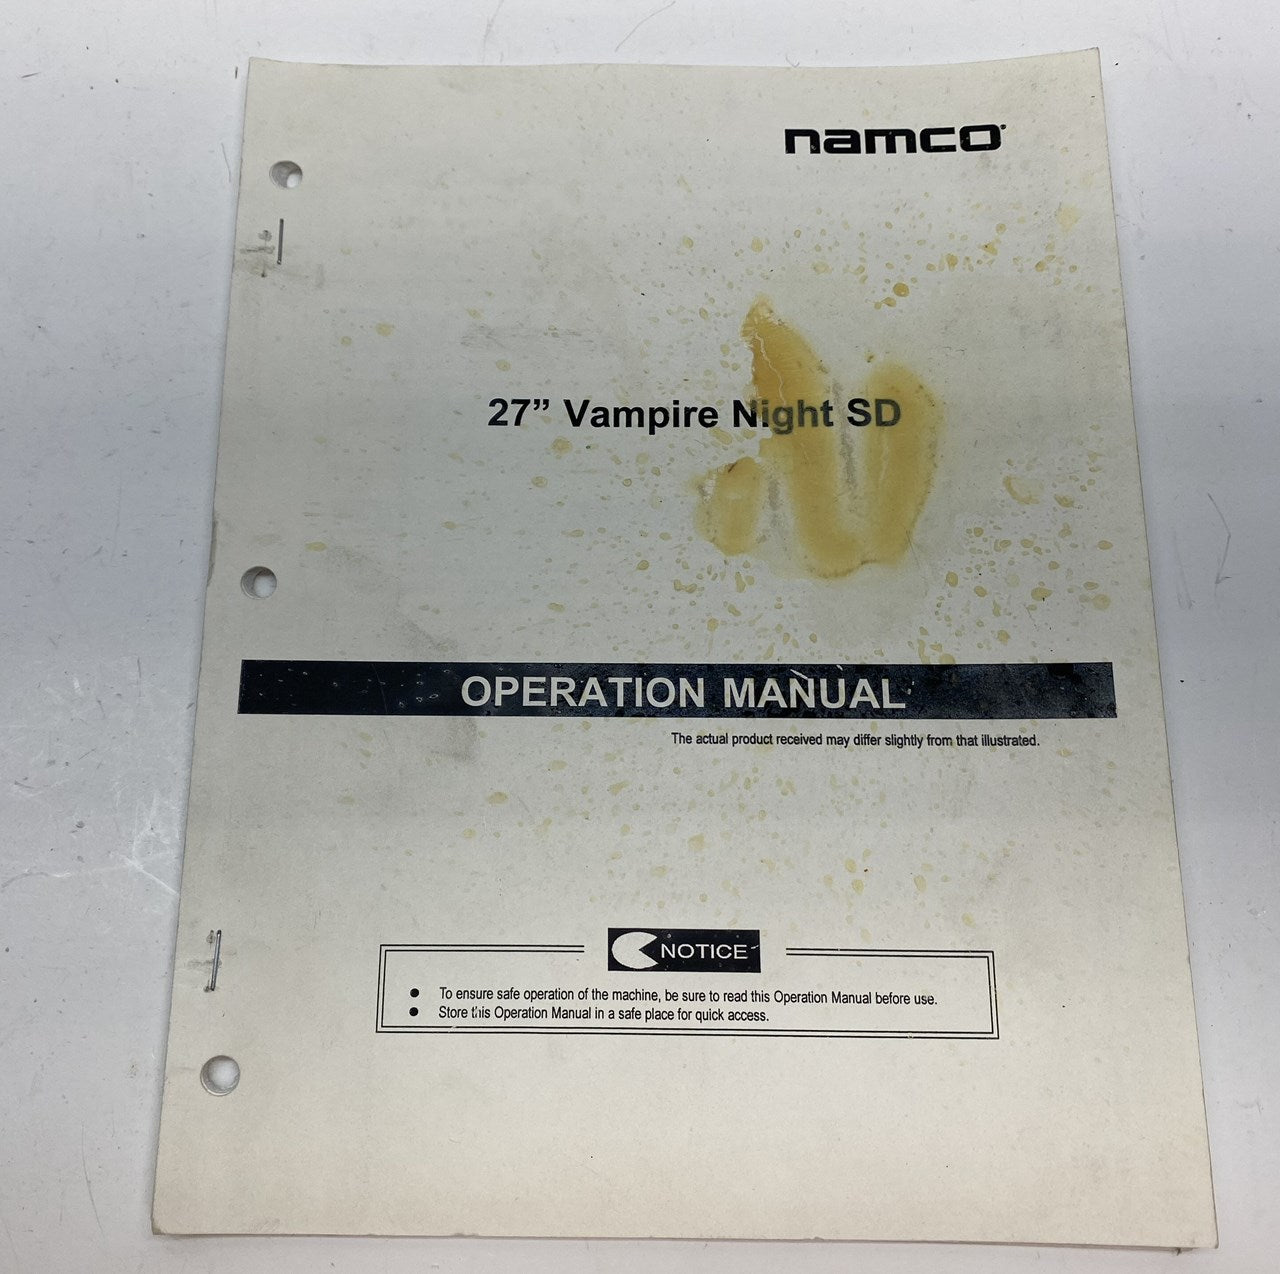 namco
27” Vampire Night SD
OPERATION MANUAL
The actual product received may differ slightly from that illustrated.
NOTICE
● To ensure safe operation of the machine, be sure to read this Operation Manual before use.
● Store this Operation Manual in a safe place for quick access.